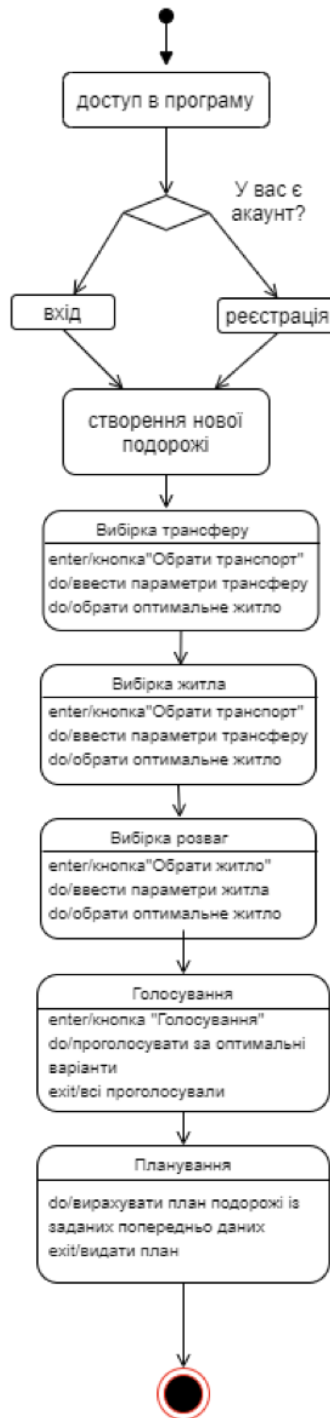 доступ в програму
У вас є
акаунт?
вхід
реєстрація
створення нової
подорожі
Вибірка трансферу
enter/кнопка"Обрати транспорт"
do/ввести параметри трансферу
do/обрати оптимальне житло
Вибірка житла
enter/кнопка"Обрати транспорт"
do/ввести параметри трансферу
do/обрати оптимальне житло
Вибірка розваг
enter/кнопка"Обрати житло"
do/ввести параметри житла
do/обрати оптимальне житло
Голосування
enter/кнопка "Голосування"
do/проголосувати за оптимальні
варіанти
exit/всі проголосували
Планування
do/вирахувати план подорожі із
заданих попередньо даних
exit/видати план